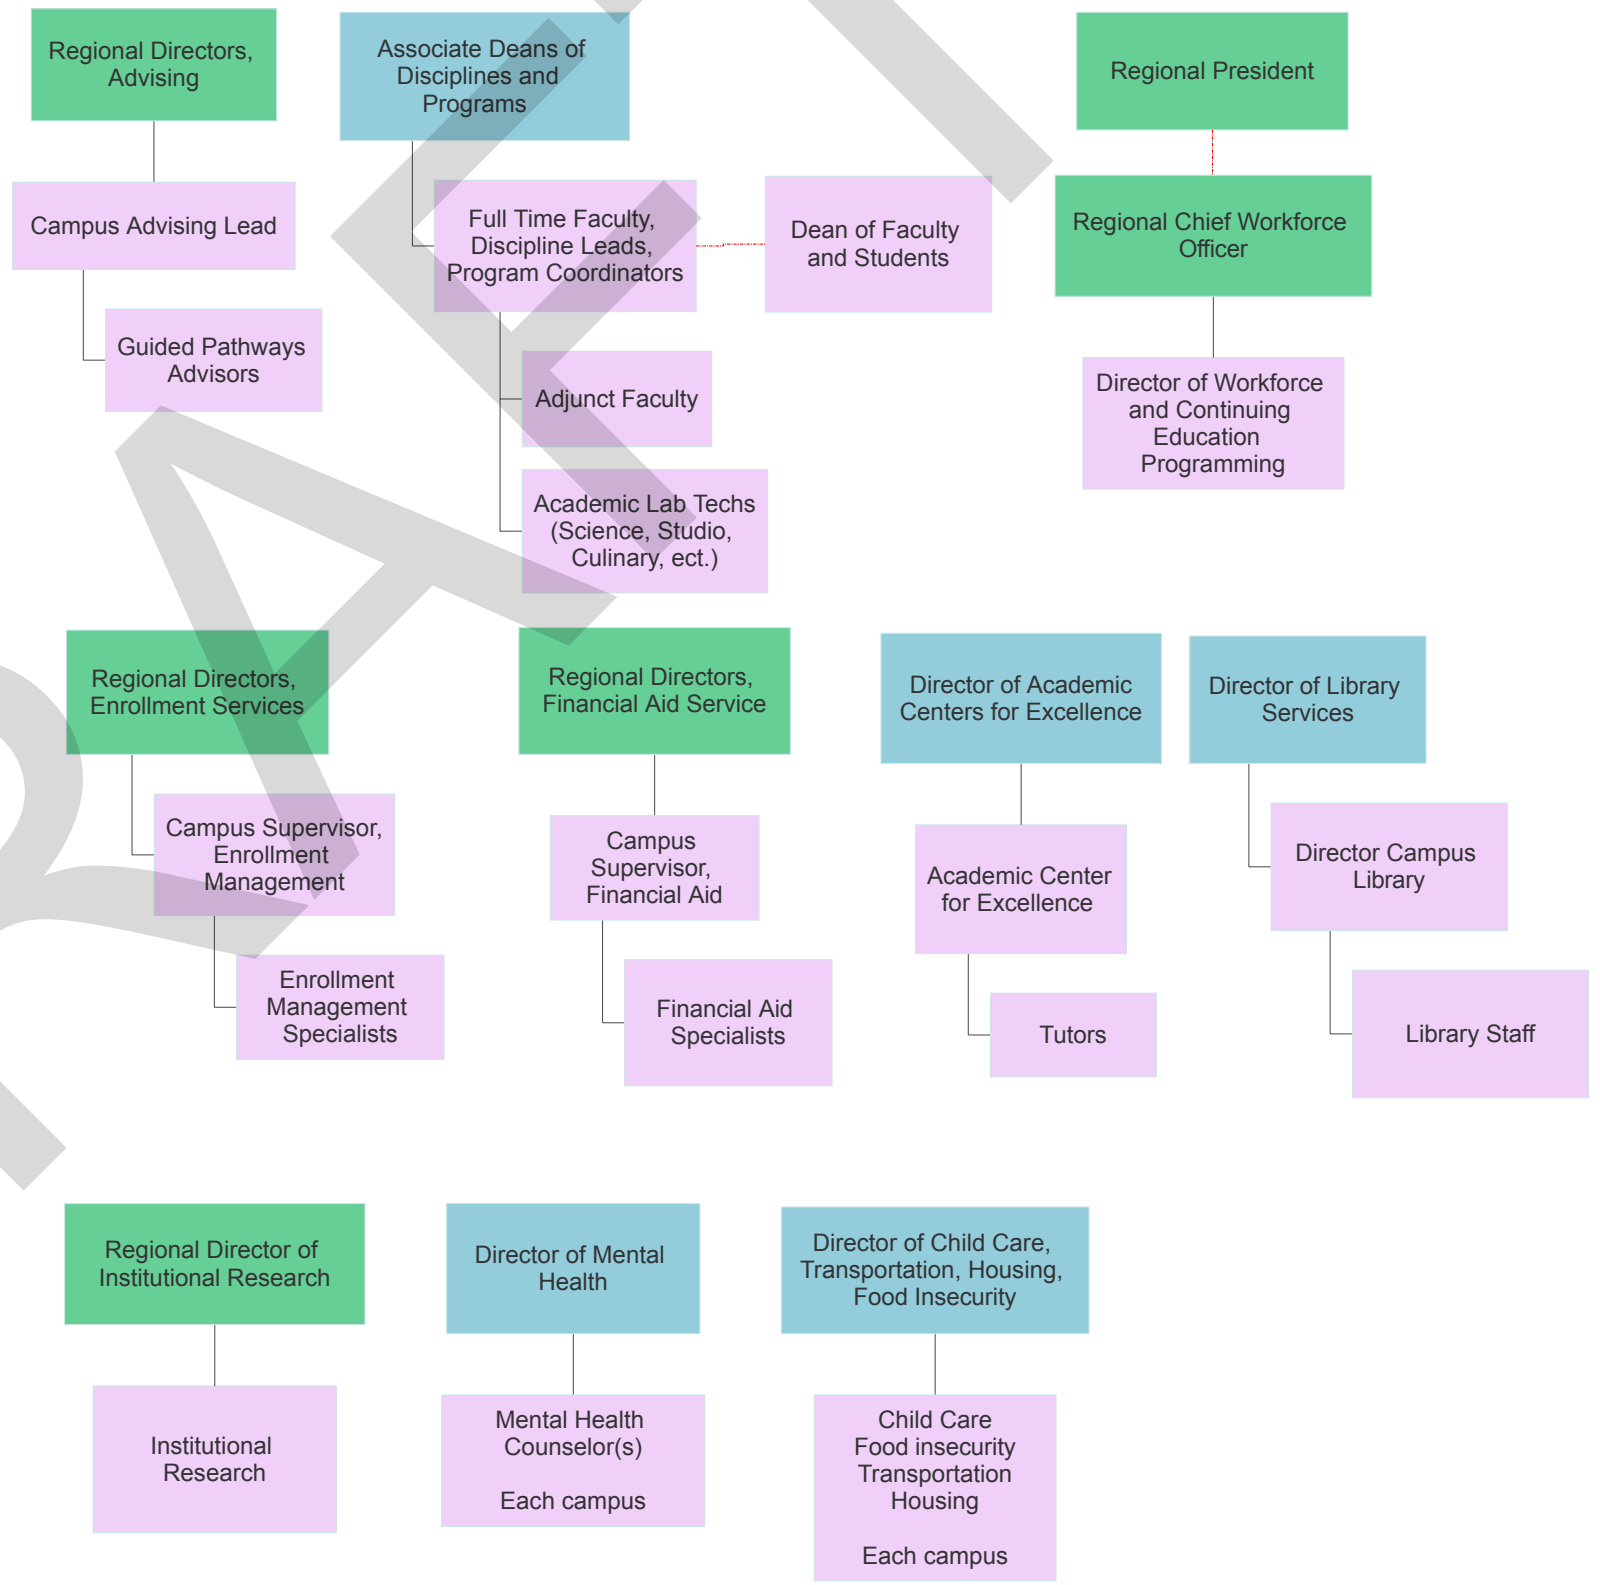 Regional Directors,
Advising
Associate Deans of
Disciplines and
Programs
Regional President
Campus Advising Lead
Full Time Faculty,
Discipline Leads,
Program Coordinators
Dean of Faculty
and Students
Regional Chief Workforce
Officer
Guided Pathways
Advisors
Adjunct Faculty
Director of Workforce
and Continuing
Education
Programming
Academic Lab Techs
(Science, Studio,
Culinary, ect.)
Regional Directors,
Enrollment Services
Regional Directors,
Financial Aid Service
Director of Academic
Centers for Excellence
Director of Library
Services
Campus Supervisor,
Enrollment
Management
Campus
Supervisor,
Financial Aid
Academic Center
for Excellence
Director Campus
Library
Enrollment
Management
Specialists
Financial Aid
Specialists
Tutors
Library Staff
Regional Director of
Institutional Research
Director of Mental
Health
Director of Child Care,
Transportation, Housing,
Food Insecurity
Institutional
Research
Mental Health
Counselor(s)
Each campus
Child Care
Food insecurity
Transportation
Housing
Each campus